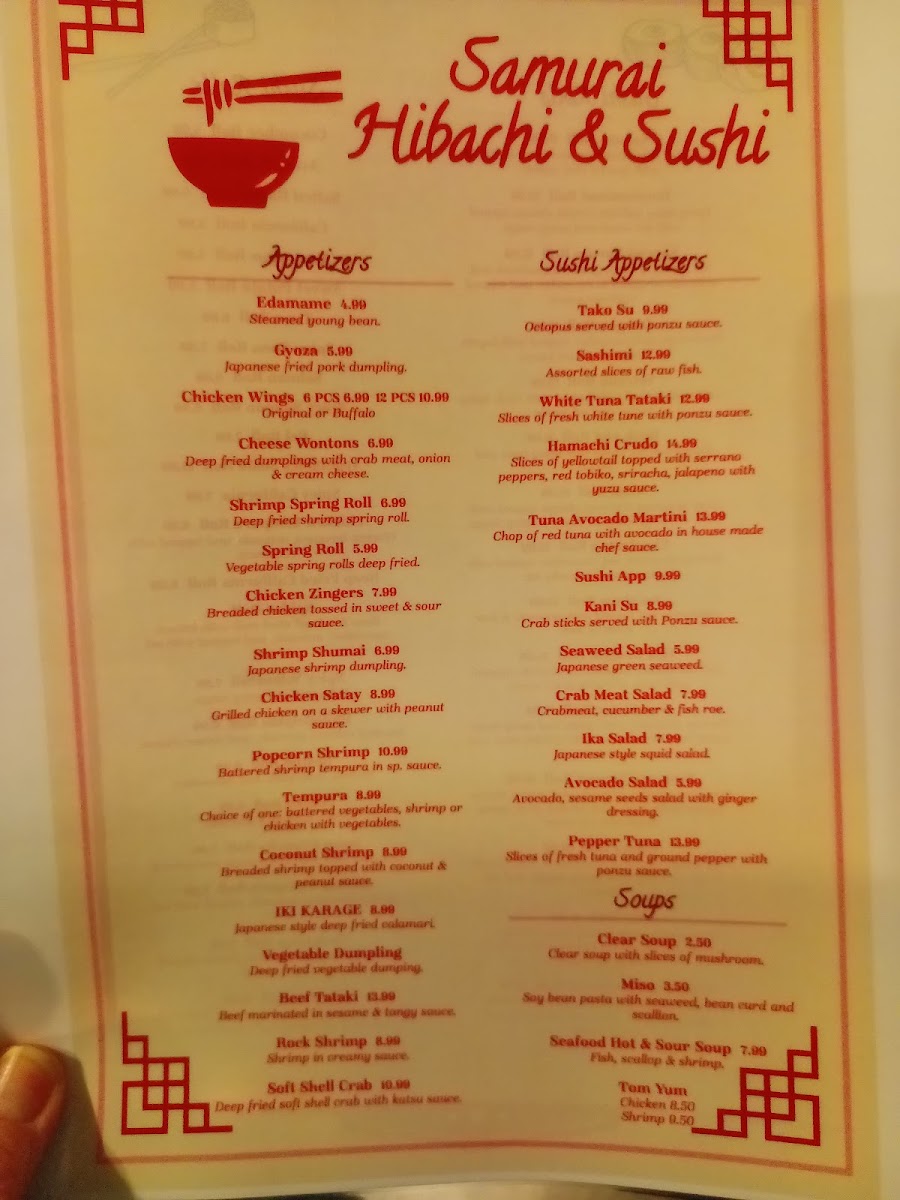 Samurai
Hibachi & Sushi
Appetizers
Edamame 4.99
Steamed young bean.
Gyoza 5.99
Japanese fried pork dumpling.
Chicken Wings 6 PCS 6.99 12 PCS 10.99
Original or Buffalo
Cheese Wontons 6.99
Deep fried dumplings with crab meat, onion
& cream cheese.
Shrimp Spring Roll 6.99
Deep fried shrimp spring roll.
Spring Roll 5.99
Vegetable spring rolls deep fried.
Chicken Zingers 7.99
Breaded chicken tossed in sweet & sour
sauce.
Shrimp Shumai 6.99
Japanese shrimp dumpling.
Chicken Satay 8.99
Grilled chicken on a skewer with peanut
sauce.
Popcorn Shrimp 10.99
Battered shrimp tempura in sp. sauce.
Tempura 8.99
Choice of one: battered vegetables, shrimp or
chicken with vegetables.
Coconut Shrimp 8.99
Breaded shrimp topped with coconut &
peanut sauce.
IKI KARAGE 8.99
Japanese style deep fried calamari.
Vegetable Dumpling
Deep fried vegetable dumping.
Beef Tataki 13.99
Beef marinated in sesame & tangy sauce.
Rock Shrimp 8.99
Shrimp in creamy sauce.
Soft Shell Crab 10.99
Deep fried soft shell crab with katsu sauce.
Sushi Appetizers
Tako Su 9.99
Octopus served with ponzu sauce.
Sashimi 12.99
Assorted slices of raw fish.
White Tuna Tataki 12.99
Slices of fresh white tune with ponzu sauce.
Hamachi Crudo 14.99
Slices of yellowtail topped with serrano
peppers, red tobiko, sriracha, jalapeno with
yuzu sauce.
Tuna Avocado Martini 13.99
Chop of red tuna with avocado in house made
chef sauce.
Sushi App 9.99
Kani Su 8.99
Crab sticks served with Ponzu sauce.
Seaweed Salad 5.99
Japanese green seaweed.
Crab Meat Salad 7.99
Crabmeat, cucumber & fish roe.
Ika Salad 7.99
Japanese style squid salad.
Avocado Salad 5.99
Avocado, sesame seeds salad with ginger
dressing.
Pepper Tuna 13.99
Slices of fresh tuna and ground pepper with
ponzu sauce.
Soups
Clear Soup 2.50
Clear soup with slices of mushroom.
Miso 3.50
Soy bean pasta with seaweed, bean curd and
scallion.
Seafood Hot & Sour Soup 7.99
Fish, scallop & shrimp.
Tom Yum
Chicken 8.50
Shrimp 9.50